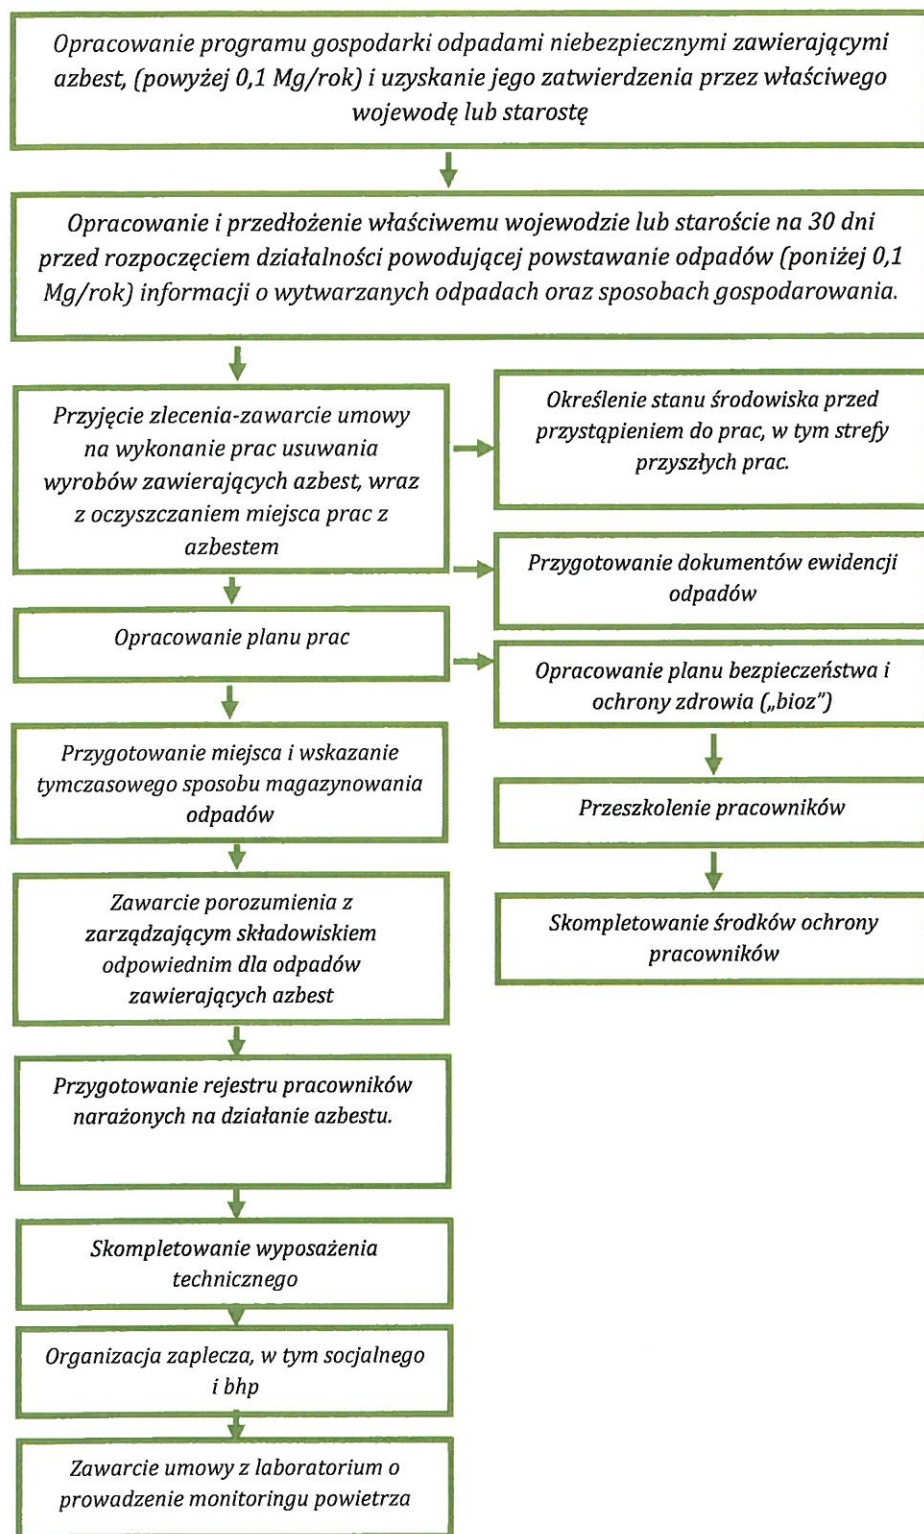 Opracowanie programu gospodarki odpadami niebezpiecznymi zawierającymi
azbest, (powyżej 0,1 Mg/rok) i uzyskanie jego zatwierdzenia przez właściwego
wojewodę lub starostę
Opracowanie i przedłożenie właściwemu wojewodzie lub staroście na 30 dni
przed rozpoczęciem działalności powodującej powstawanie odpadów (poniżej 0,1
Mg/rok) informacji o wytwarzanych odpadach oraz sposobach gospodarowania.
Przyjęcie zlecenia-zawarcie umowy
na wykonanie prac usuwania
wyrobów zawierających azbest, wraz
z oczyszczaniem miejsca prac z
azbestem
Określenie stanu środowiska przed
przystąpieniem do prac, w tym strefy
przyszłych prac.
Przygotowanie dokumentów ewidencji
odpadów
Opracowanie planu prac
Opracowanie planu bezpieczeństwa i
ochrony zdrowia („bioz”)
Przygotowanie miejsca i wskazanie
tymczasowego sposobu magazynowania
odpadów
Przeszkolenie pracowników
Zawarcie porozumienia z
zarządzającym składowiskiem
odpowiednim dla odpadów
zawierających azbest
Skompletowanie środków ochrony
pracowników
Przygotowanie rejestru pracowników
narażonych na działanie azbestu.
Skompletowanie wyposażenia
technicznego
Organizacja zaplecza, w tym socjalnego
i bhp
Zawarcie umowy z laboratorium o
prowadzenie monitoringu powietrza